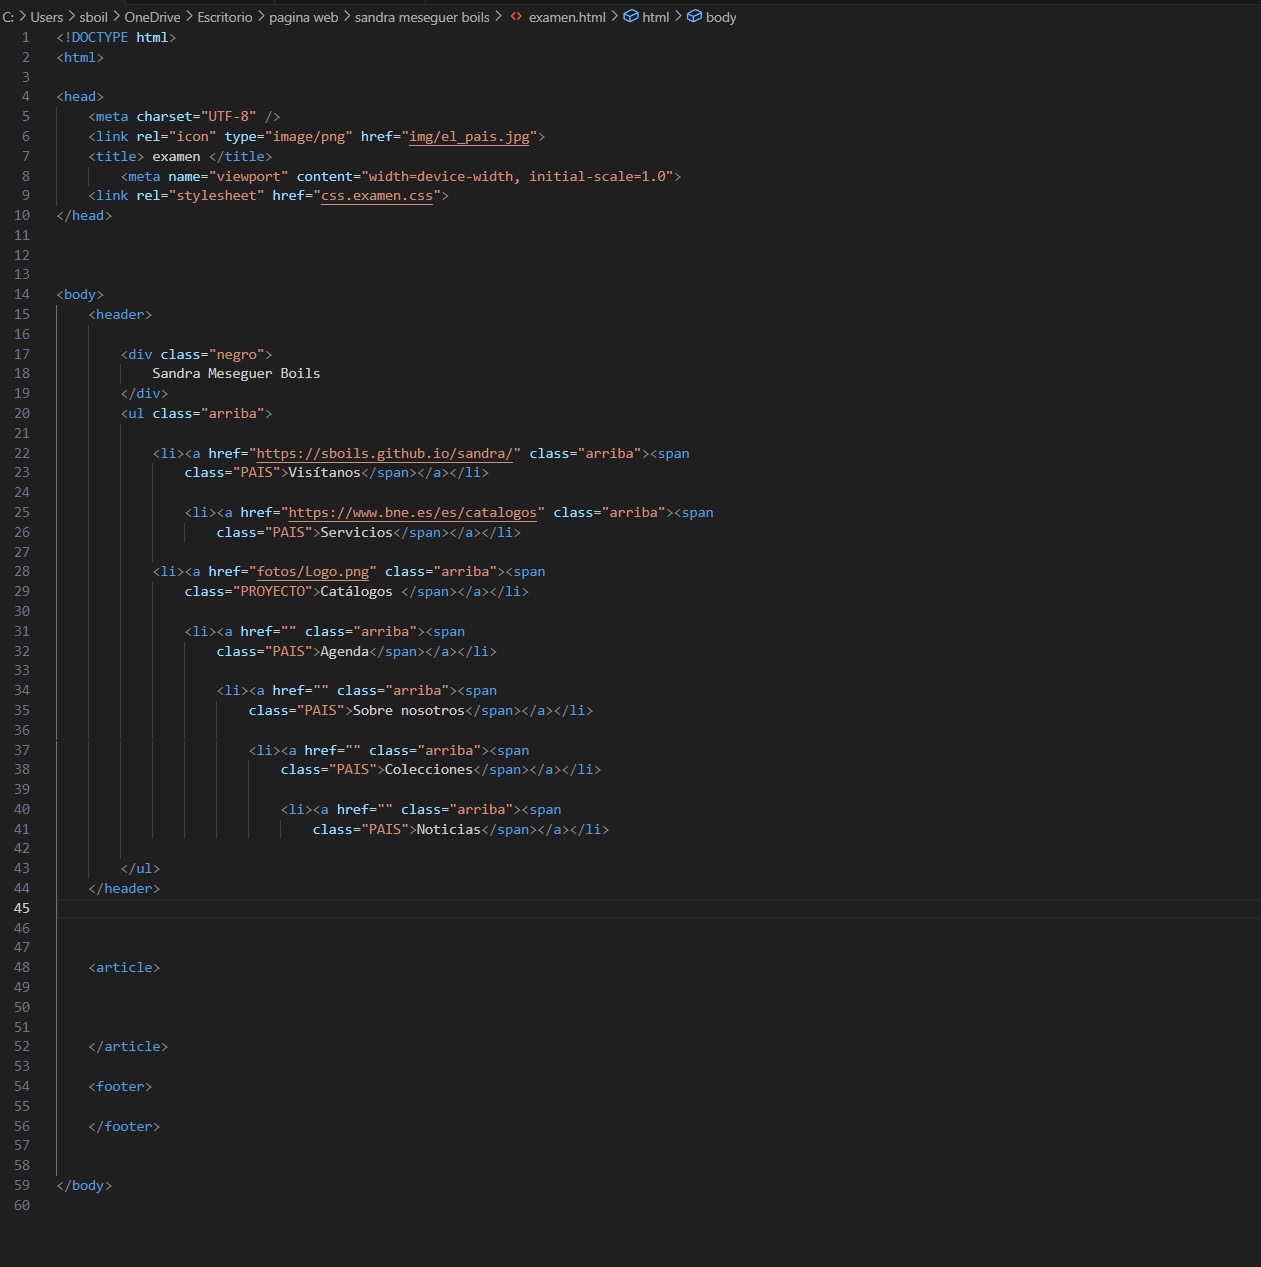 C: > Users > sboil > OneDrive > Escritorio > pagina web > sandra meseguer boils > <> examen.html > html > body
1 <!DOCTYPE html>
2 <html>
3
4 <head>
5 <meta charset="UTF-8" />
6 <link rel="icon" type="image/png" href="img/el_pais.jpg">
7 <title> examen </title>
8 <meta name="viewport" content="width=device-width, initial-scale=1.0">
9 <link rel="stylesheet" href="css.examen.css">
10 </head>
11
12
13
14 <body>
15 <header>
16
17 <div class="negro">
18 Sandra Meseguer Boils
19 </div>
20 <ul class="arriba">
21
22 <li><a href="https://sboils.github.io/sandra/" class="arriba"><span
23 class="PAIS">Visítanos</span></a></li>
24
25 <li><a href="https://www.bne.es/es/catalogos" class="arriba"><span
26 class="PAIS">Servicios</span></a></li>
27
28 <li><a href="fotos/Logo.png" class="arriba"><span
29 class="PROYECTO">Catálogos </span></a></li>
30
31 <li><a href="" class="arriba"><span
32 class="PAIS">Agenda</span></a></li>
33
34 <li><a href="" class="arriba"><span
35 class="PAIS">Sobre nosotros</span></a></li>
36
37 <li><a href="" class="arriba"><span
38 class="PAIS">Colecciones</span></a></li>
39
40 <li><a href="" class="arriba"><span
41 class="PAIS">Noticias</span></a></li>
42
43 </ul>
44 </header>
45
46
47
48 <article>
49
50
51
52 </article>
53
54 <footer>
55
56 </footer>
57
58
59 </body>
60